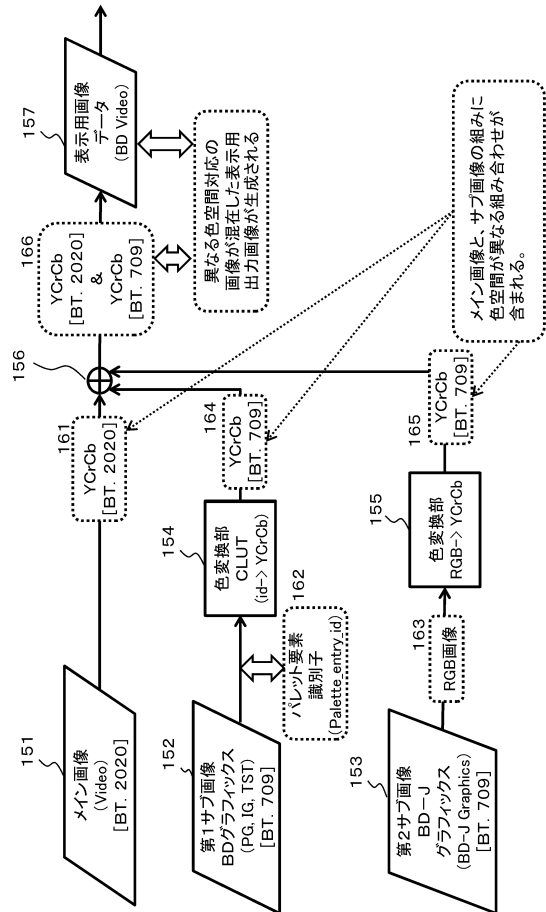 151
メイン画像
(Video)
[BT. 2020]
161
YCrCb
[BT. 2020]
156
166
YCrCb
[BT. 2020]
&
YCrCb
[BT. 709]
157
表示用画像
データ
(BD Video)
異なる色空間対応の
画像が混在した表示用
出力画像が生成される
152
第1サブ画像
BDグラフィックス
(PG, IG, TST)
[BT. 709]
パレット要素
識別子
(Palette_entry_id)
162
154
色変換部
CLUT
(id-> YCrCb)
164
YCrCb
[BT. 709]
153
第2サブ画像
BD-J
グラフィックス
(BD-J Graphics)
[BT. 709]
163
RGB画像
155
色変換部
RGB-> YCrCb
165
YCrCb
[BT. 709]
メイン画像と、サブ画像の組みに
色空間が異なる組み合わせが
含まれる。